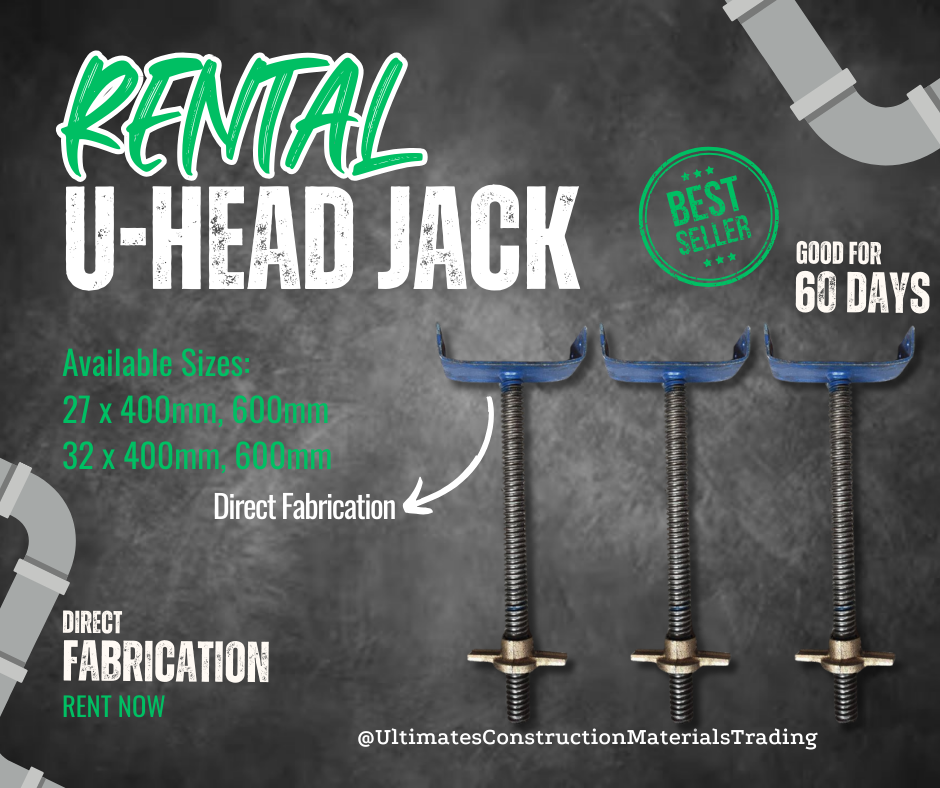 RENTAL
U-HEAD JACK
BEST
SELLER
GOOD FOR
60 DAYS
Available Sizes:
27 x 400mm, 600mm
32 x 400mm, 600mm
Direct Fabrication
DIRECT
FABRICATION
RENT NOW
@UltimatesConstructionMaterialsTrading